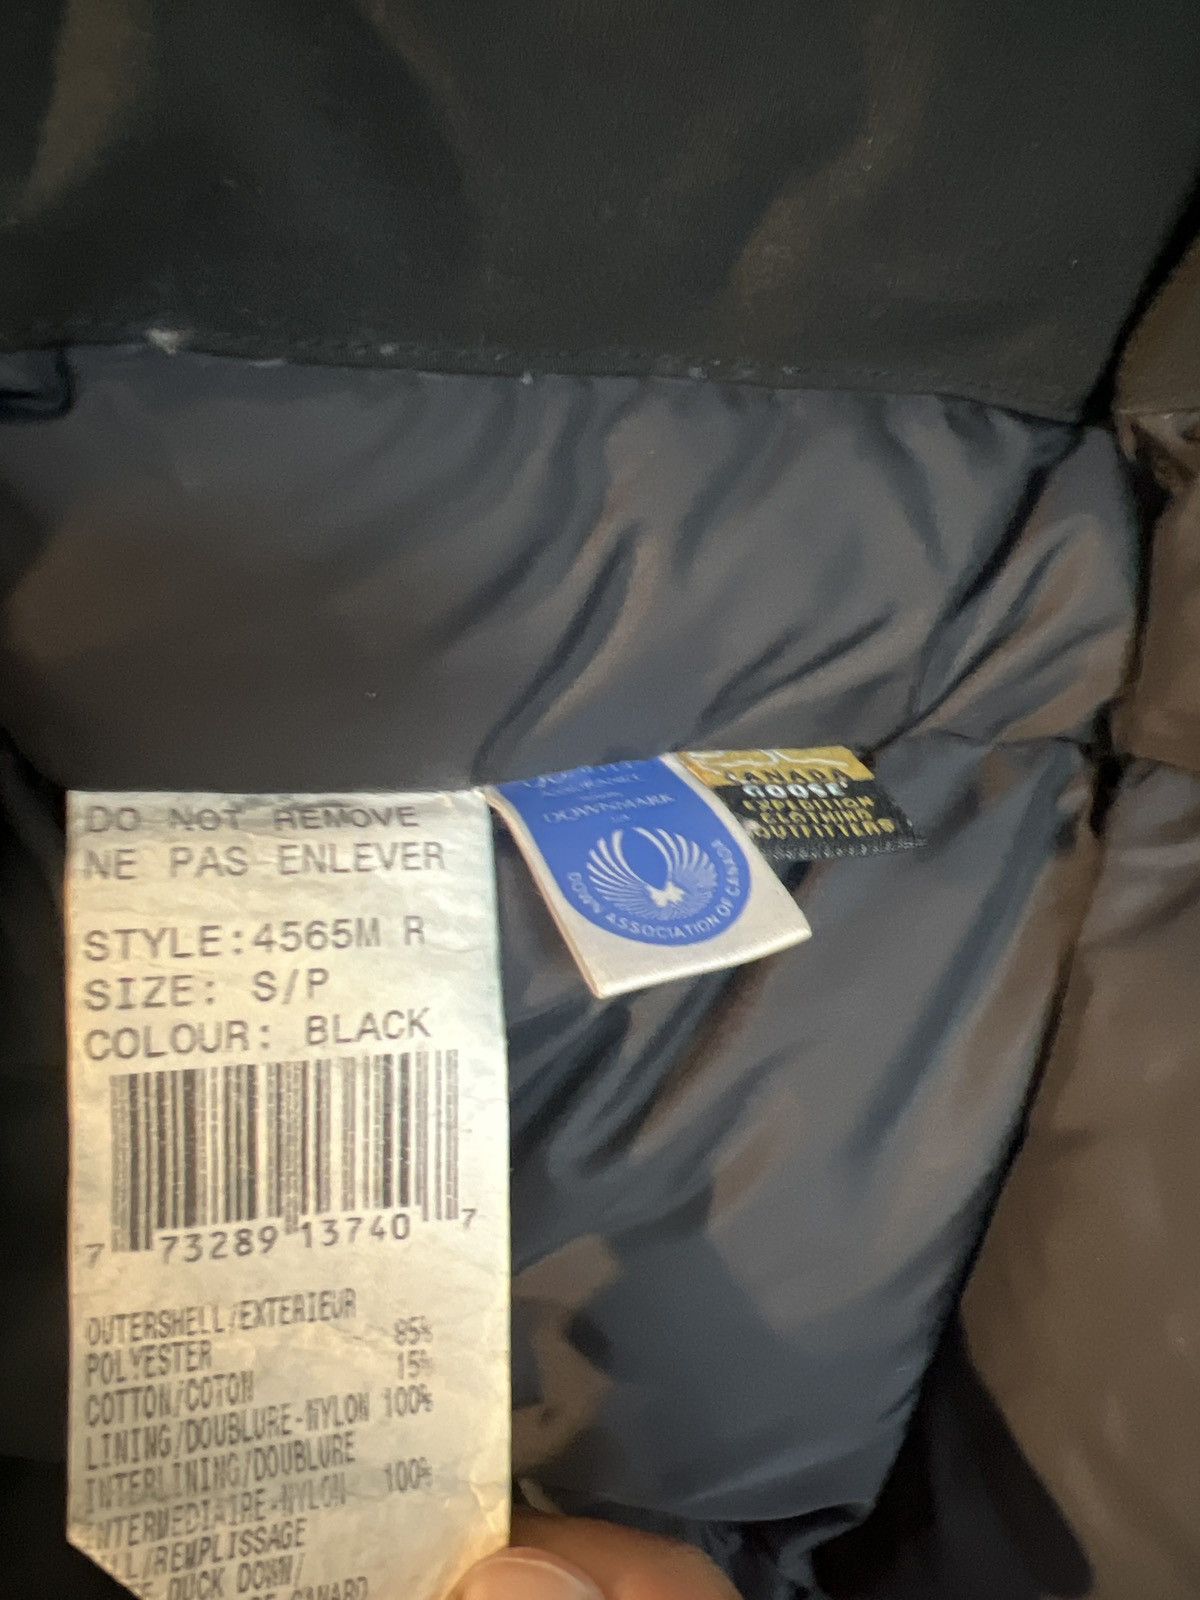 DO NOT REMOVE
NE PAS ENLEVER
STYLE:4565M R
SIZE: S/P
COLOUR: BLACK
7 73289 13740 7
OUTERSHELL/EXTERIEUR
POLYESTER 85%
COTTON/COTON 15%
LINING/DOUBLURE-NYLON 100%
INTERLINING/DOUBLURE
INTERMEDIAIRE-NYLON 100%
/REMPLISSAGE
DUCK DOWN/
CANARD
DOWNMARK
DOWN ASSOCIATION OF CANADA
CANADA
GOOSE
EXPEDITION
CLOTHING
OUTFITTERS